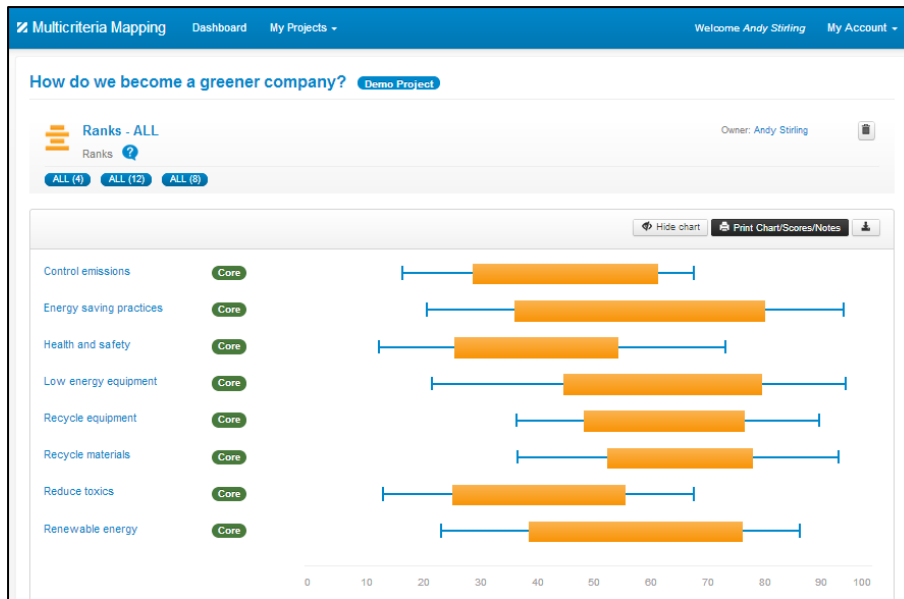 Multicriteria Mapping Dashboard My Projects Welcome Andy Stirling My Account
How do we become a greener company? Demo Project
Ranks - ALL Owner: Andy Stirling
Ranks ?
ALL (4) ALL (12) ALL (8)
Hide chart Print Chart/Scores/Notes
Control emissions Core
Energy saving practices Core
Health and safety Core
Low energy equipment Core
Recycle equipment Core
Recycle materials Core
Reduce toxics Core
Renewable energy Core
0 10 20 30 40 50 60 70 80 90 100